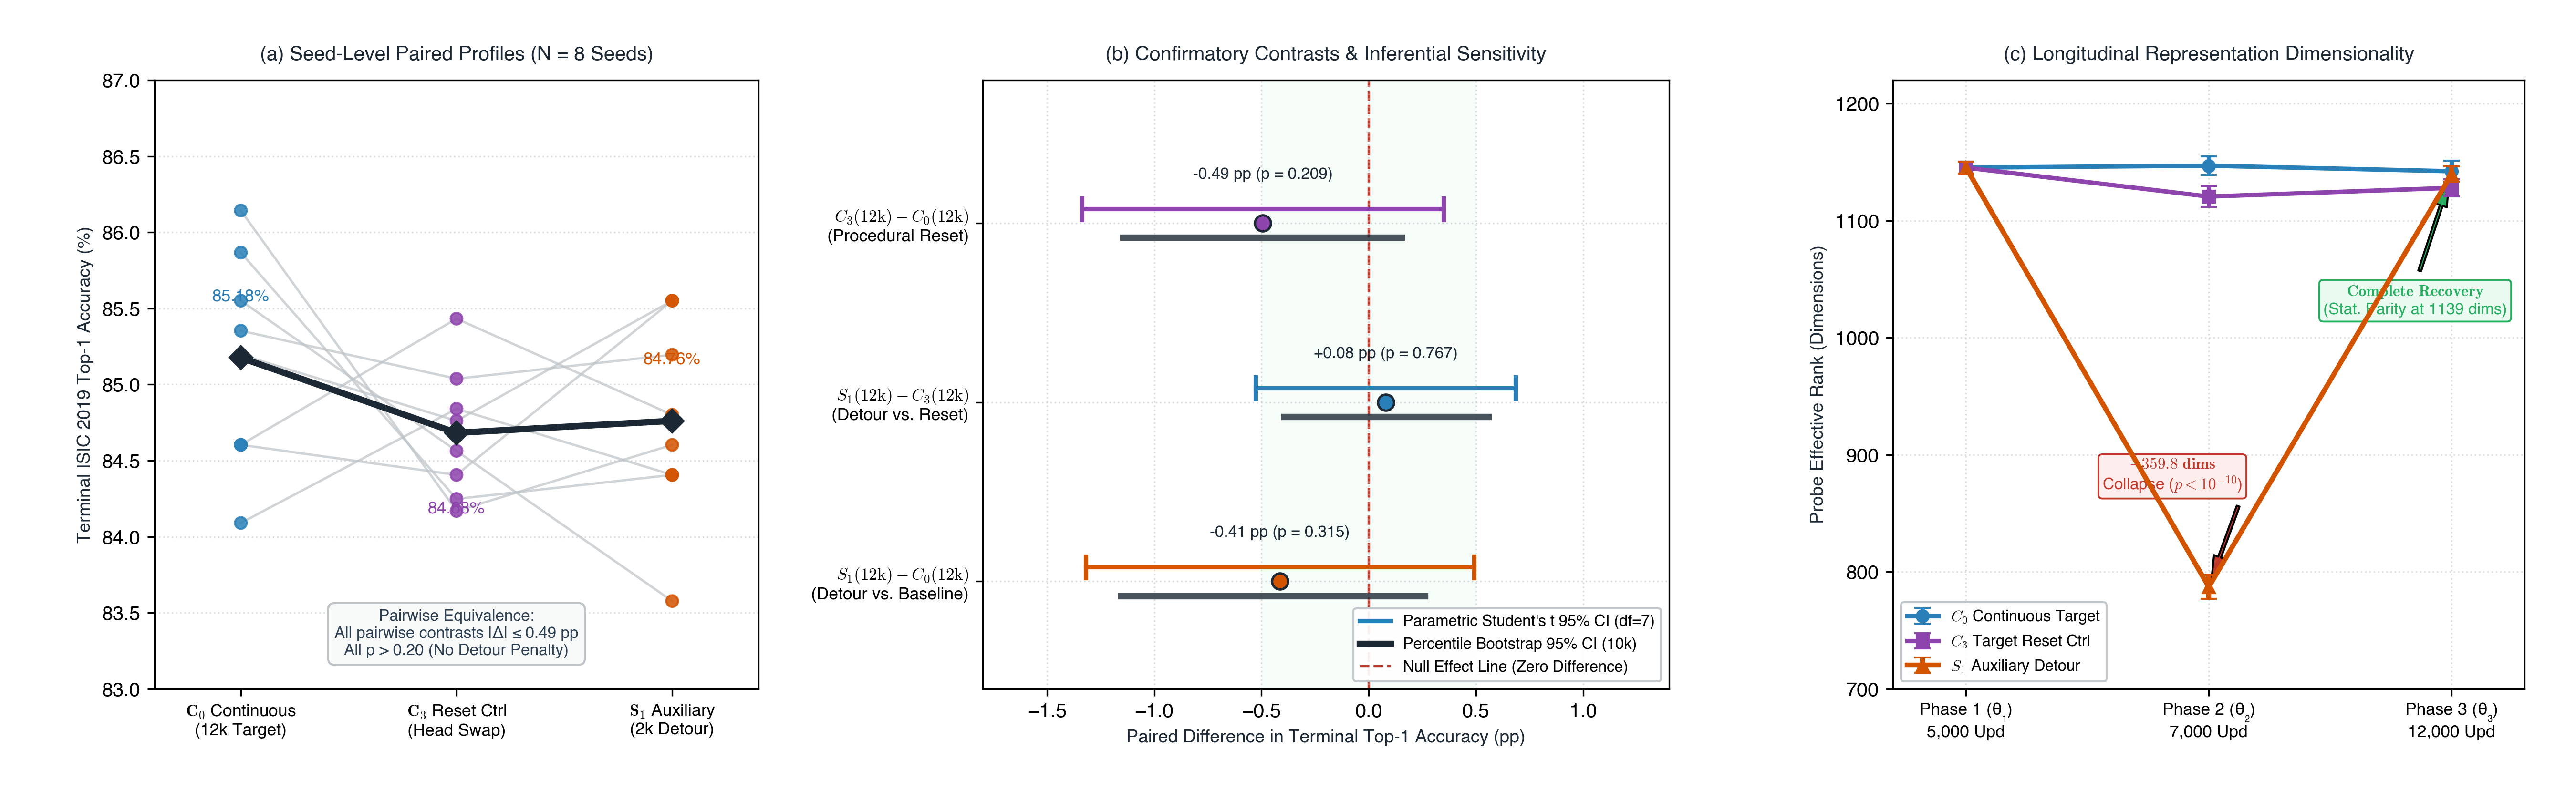 (a) Seed-Level Paired Profiles (N = 8 Seeds)
87.0
86.5
86.0
85.5
85.0
84.5
84.0
83.5
83.0
Terminal ISIC 2019 Top-1 Accuracy (%)
85.18%
84.76%
Pairwise Equivalence:
All pairwise contrasts |Δ| ≤ 0.49 pp
All p > 0.20 (No Detour Penalty)
C₀ Continuous
(12k Target)
C₃ Reset Ctrl
(Head Swap)
S₁ Auxiliary
(2k Detour)
(b) Confirmatory Contrasts & Inferential Sensitivity
-0.49 pp (p = 0.209)
C₃(12k) − C₀(12k)
(Procedural Reset)
+0.08 pp (p = 0.767)
S₁(12k) − C₃(12k)
(Detour vs. Reset)
-0.41 pp (p = 0.315)
S₁(12k) − C₀(12k)
(Detour vs. Baseline)
Parametric Student's t 95% CI (df=7)
Percentile Bootstrap 95% CI (10k)
Null Effect Line (Zero Difference)
−1.5
−1.0
−0.5
0.0
0.5
1.0
Paired Difference in Terminal Top-1 Accuracy (pp)
(c) Longitudinal Representation Dimensionality
1200
1100
1000
900
800
700
Probe Effective Rank (Dimensions)
Complete Recovery
(Stat. Parity at 1139 dims)
−359.8 dims
Collapse (p < 10⁻¹⁰)
C₀ Continuous Target
C₃ Target Reset Ctrl
S₁ Auxiliary Detour
Phase 1 (θ₁)
5,000 Upd
Phase 2 (θ₂)
7,000 Upd
Phase 3 (θ₃)
12,000 Upd